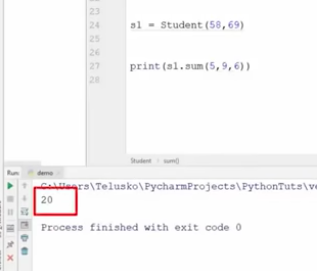 23
24 s1 = Student(58,69)
25
26
27 print(s1.sum(5,9,6))
28
Student › sum()
Run demo
C:\Users\Telusko\PycharmProjects\PythonTuts\ve
20
Process finished with exit code 0